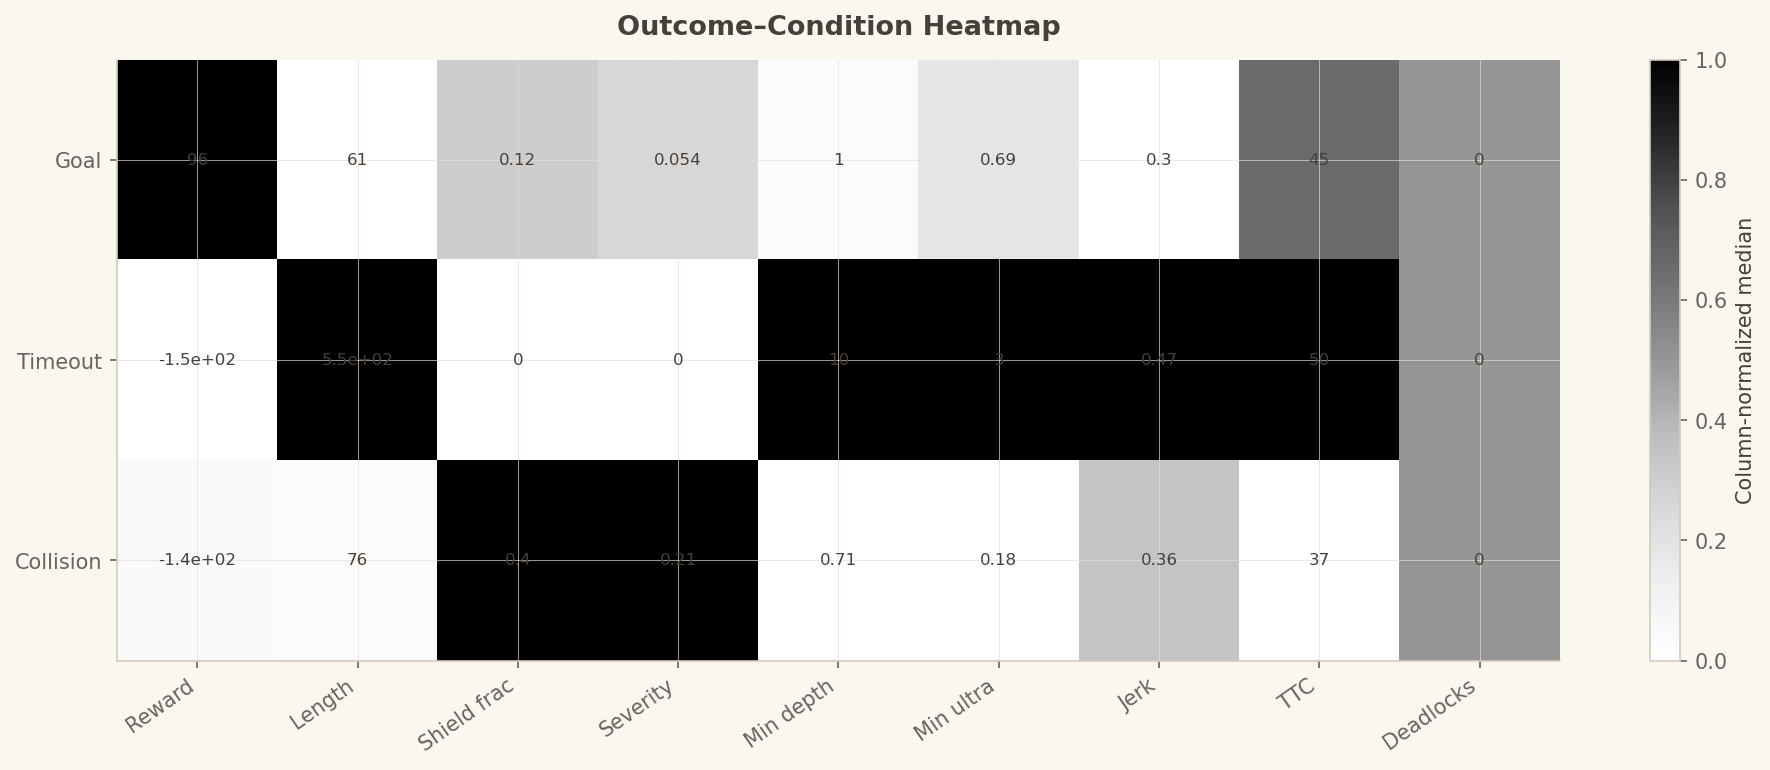 Outcome–Condition Heatmap
Goal 96 61 0.12 0.054 1 0.69 0.3 45 0
Timeout -1.5e+02 5.5e+02 0 0 10 3 0.47 50 0
Collision -1.4e+02 76 0.4 0.21 0.71 0.18 0.36 37 0
Reward Length Shield frac Severity Min depth Min ultra Jerk TTC Deadlocks
1.0
0.8
0.6
0.4
0.2
0.0
Column-normalized median